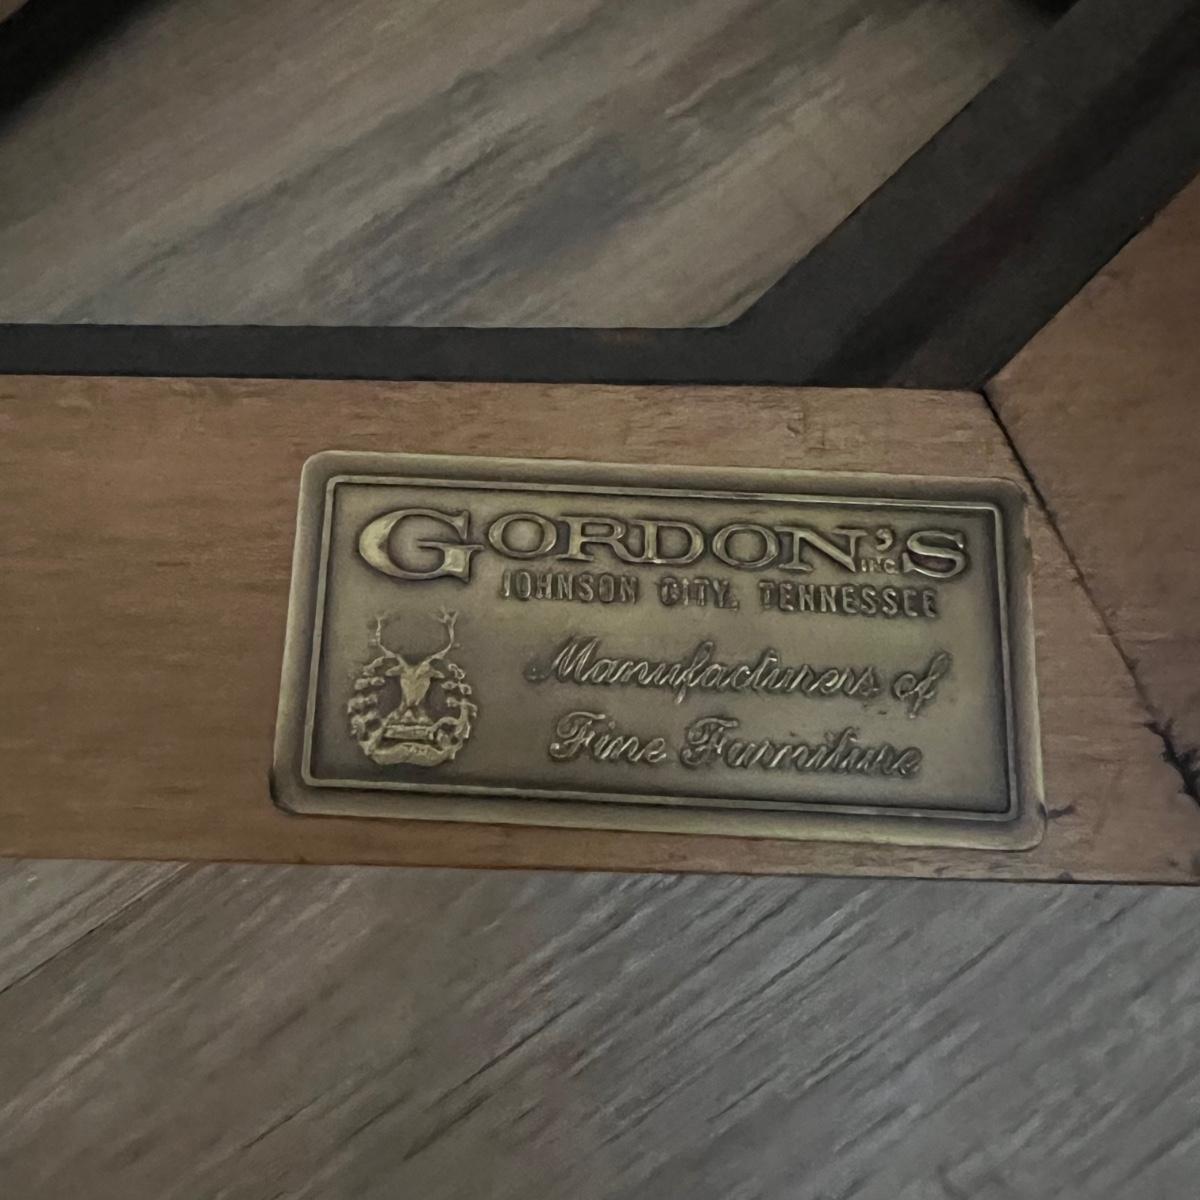 GORDON'S INC.
JOHNSON CITY, TENNESSEE
Manufacturers of
Fine Furniture